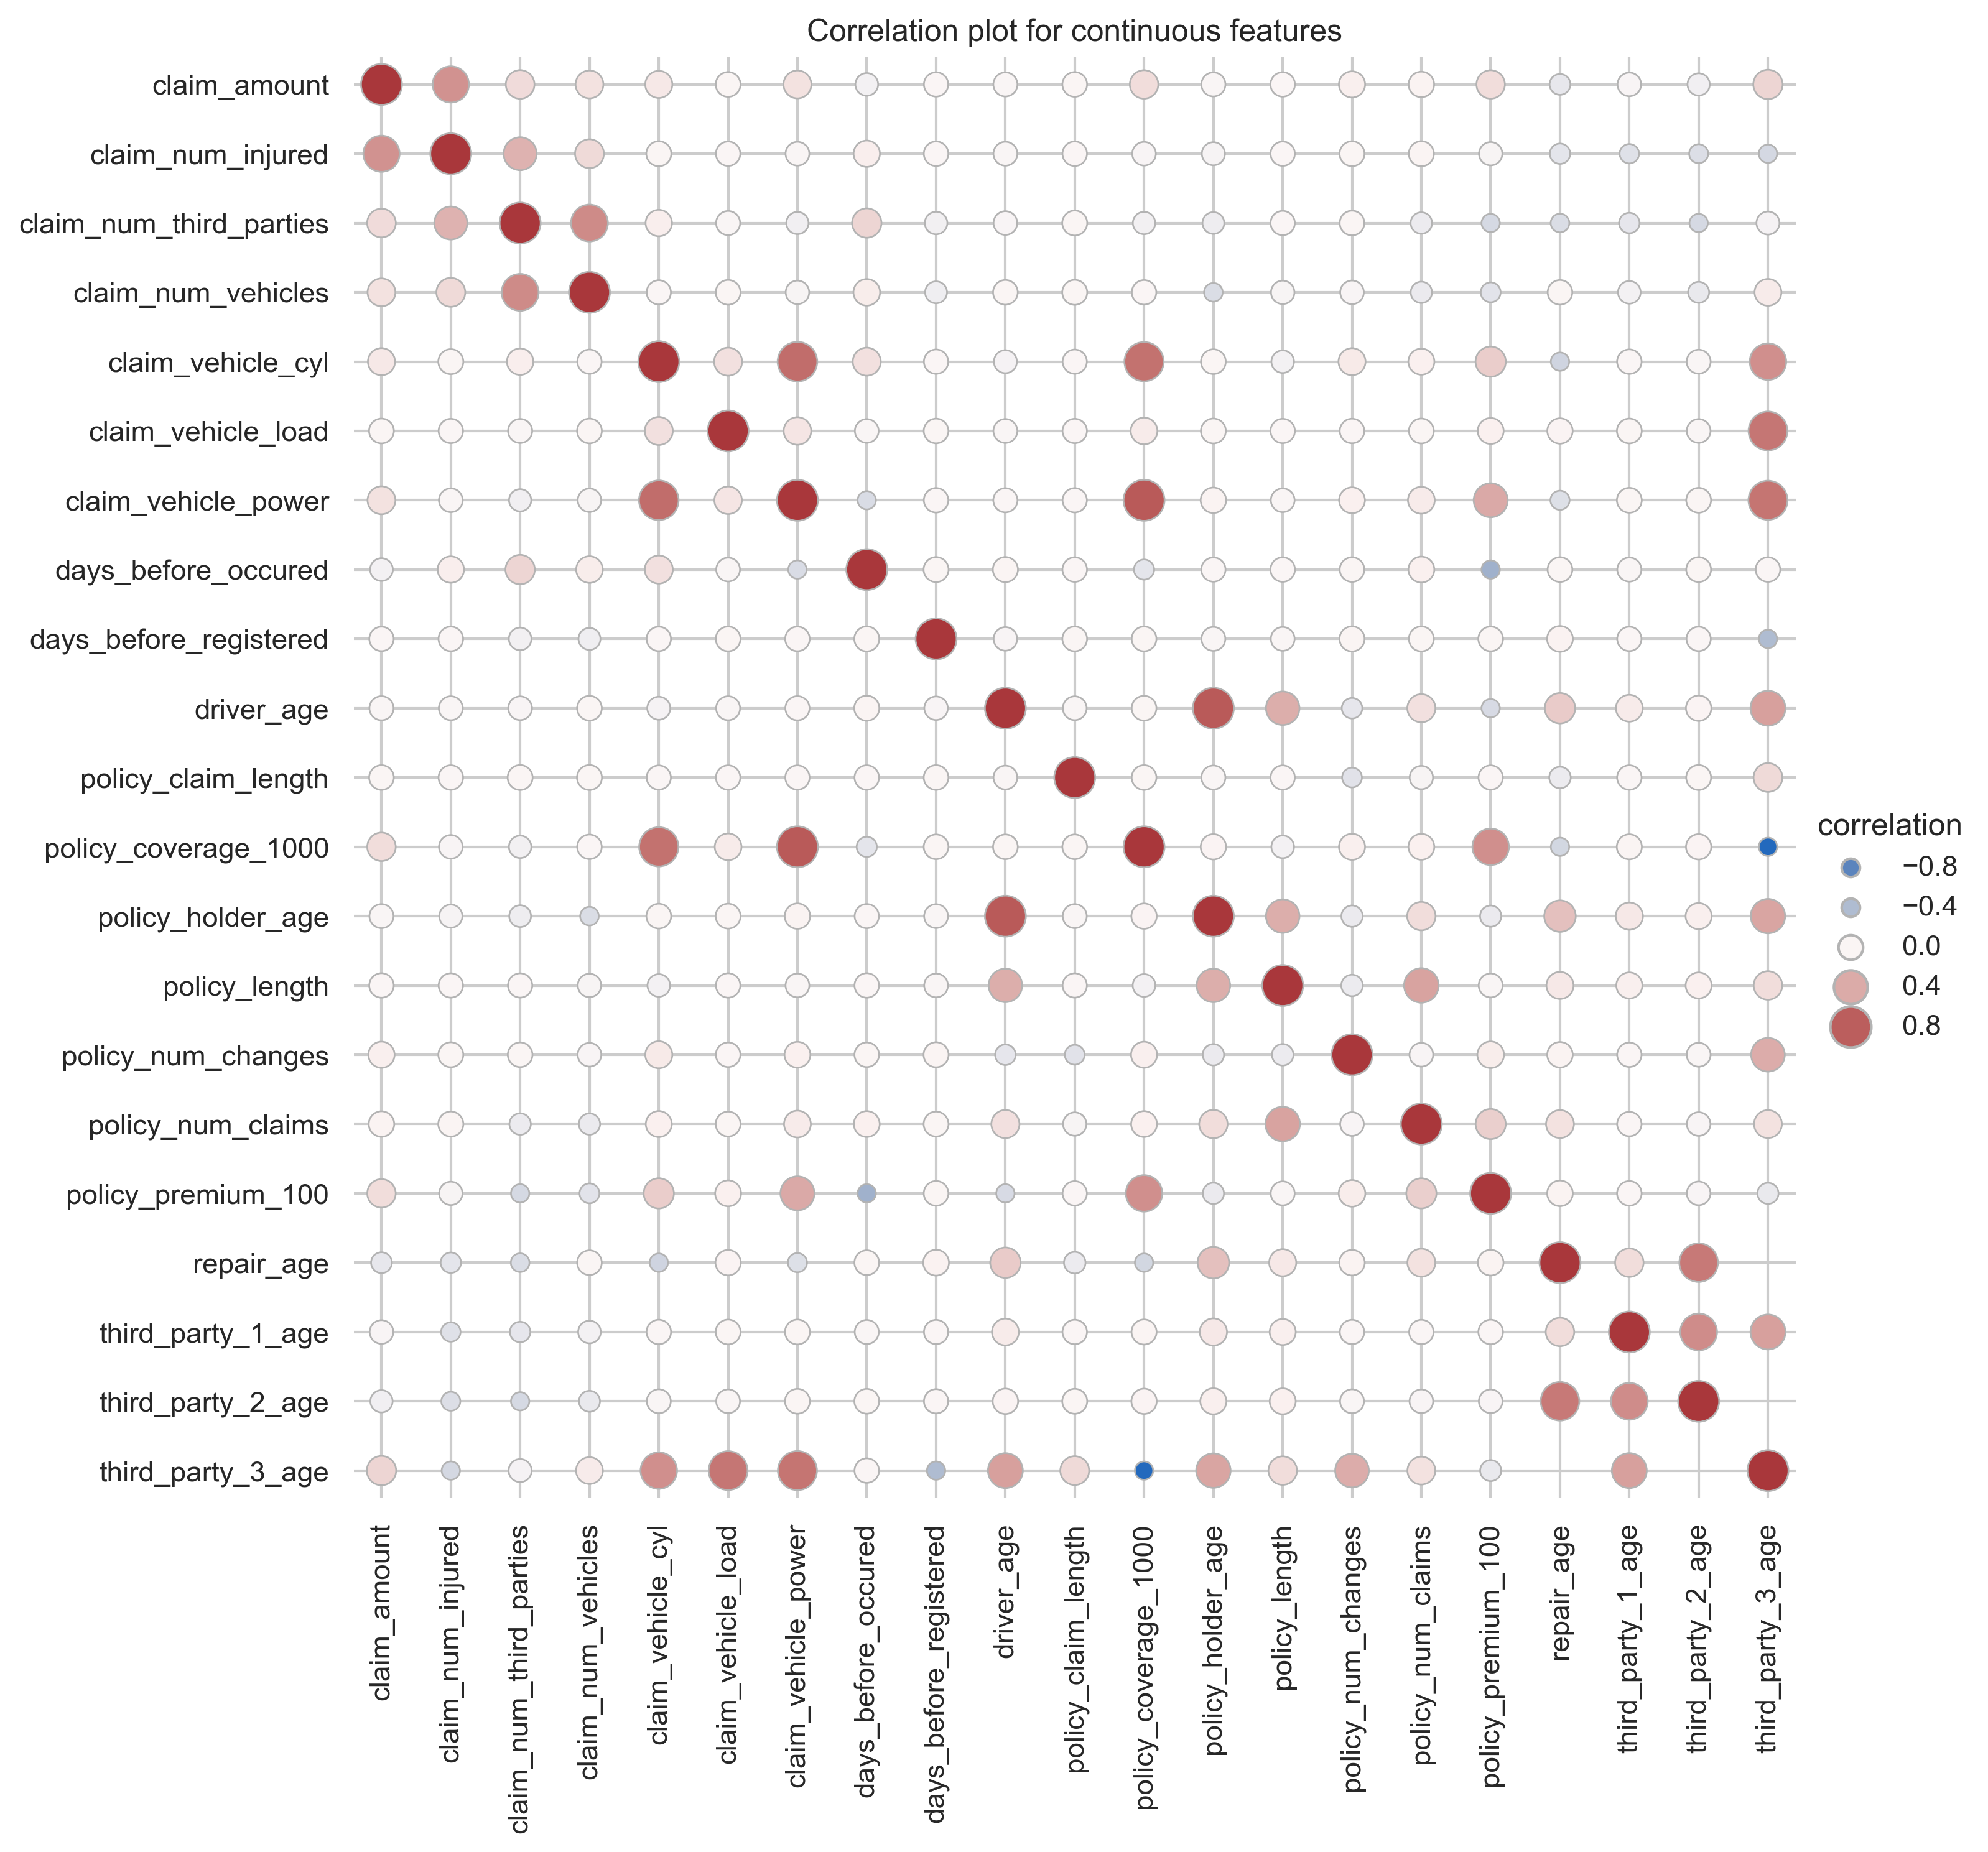 Correlation plot for continuous features
claim_amount
claim_num_injured
claim_num_third_parties
claim_num_vehicles
claim_vehicle_cyl
claim_vehicle_load
claim_vehicle_power
days_before_occured
days_before_registered
driver_age
policy_claim_length
policy_coverage_1000
policy_holder_age
policy_length
policy_num_changes
policy_num_claims
policy_premium_100
repair_age
third_party_1_age
third_party_2_age
third_party_3_age
correlation
−0.8
−0.4
0.0
0.4
0.8
claim_amount
claim_num_injured
claim_num_third_parties
claim_num_vehicles
claim_vehicle_cyl
claim_vehicle_load
claim_vehicle_power
days_before_occured
days_before_registered
driver_age
policy_claim_length
policy_coverage_1000
policy_holder_age
policy_length
policy_num_changes
policy_num_claims
policy_premium_100
repair_age
third_party_1_age
third_party_2_age
third_party_3_age